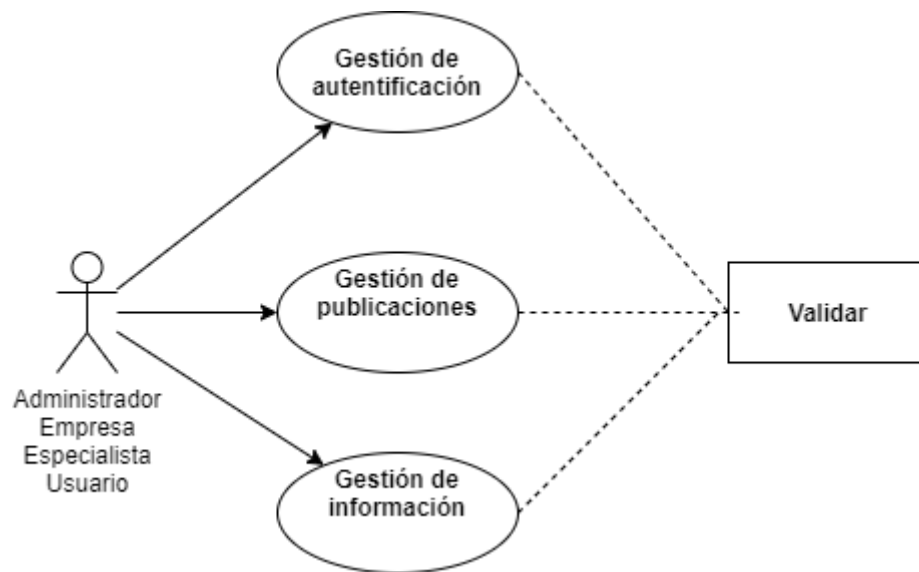 Gestión de
autentificación
Gestión de
publicaciones
Validar
Administrador
Empresa
Especialista
Usuario
Gestión de
información